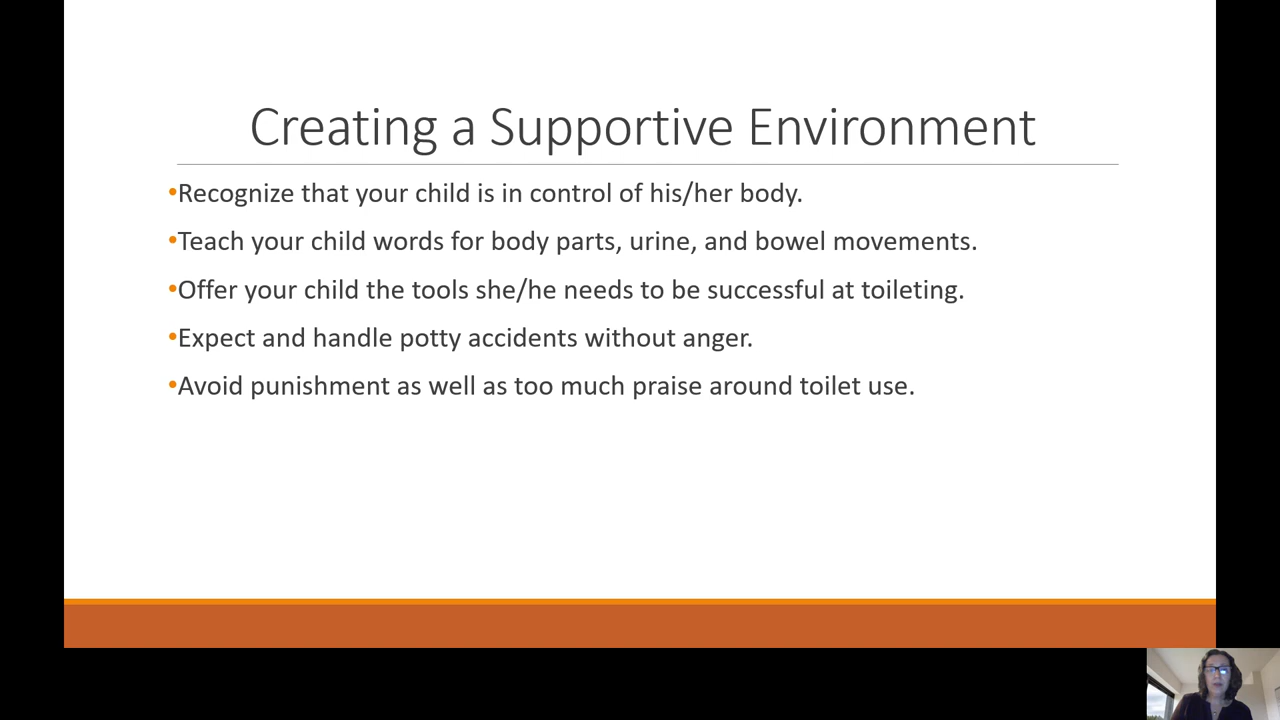 Creating a Supportive Environment
•Recognize that your child is in control of his/her body.
•Teach your child words for body parts, urine, and bowel movements.
•Offer your child the tools she/he needs to be successful at toileting.
•Expect and handle potty accidents without anger.
•Avoid punishment as well as too much praise around toilet use.